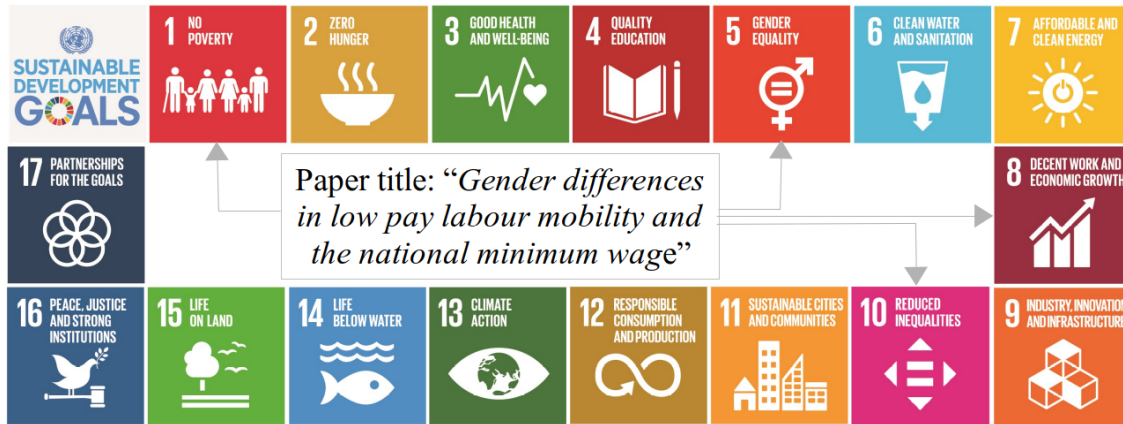 SUSTAINABLE
DEVELOPMENT
GOALS
1 NO
POVERTY
2 ZERO
HUNGER
3 GOOD HEALTH
AND WELL-BEING
4 QUALITY
EDUCATION
5 GENDER
EQUALITY
6 CLEAN WATER
AND SANITATION
7 AFFORDABLE AND
CLEAN ENERGY
17 PARTNERSHIPS
FOR THE GOALS
Paper title: “Gender differences
in low pay labour mobility and
the national minimum wage”
8 DECENT WORK AND
ECONOMIC GROWTH
16 PEACE, JUSTICE
AND STRONG
INSTITUTIONS
15 LIFE
ON LAND
14 LIFE
BELOW WATER
13 CLIMATE
ACTION
12 RESPONSIBLE
CONSUMPTION
AND PRODUCTION
11 SUSTAINABLE CITIES
AND COMMUNITIES
10 REDUCED
INEQUALITIES
9 INDUSTRY, INNOVATION
AND INFRASTRUCTURE